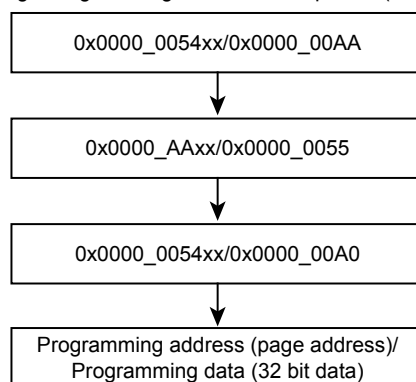 0x0000_0054xx/0x0000_00AA
0x0000_AAxx/0x0000_0055
0x0000_0054xx/0x0000_00A0
Programming address (page address)/
Programming data (32 bit data)